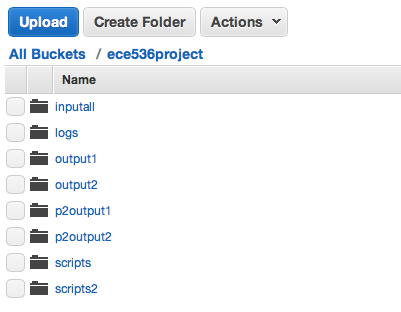 Upload Create Folder Actions
All Buckets / ece536project
Name
inputall
logs
output1
output2
p2output1
p2output2
scripts
scripts2